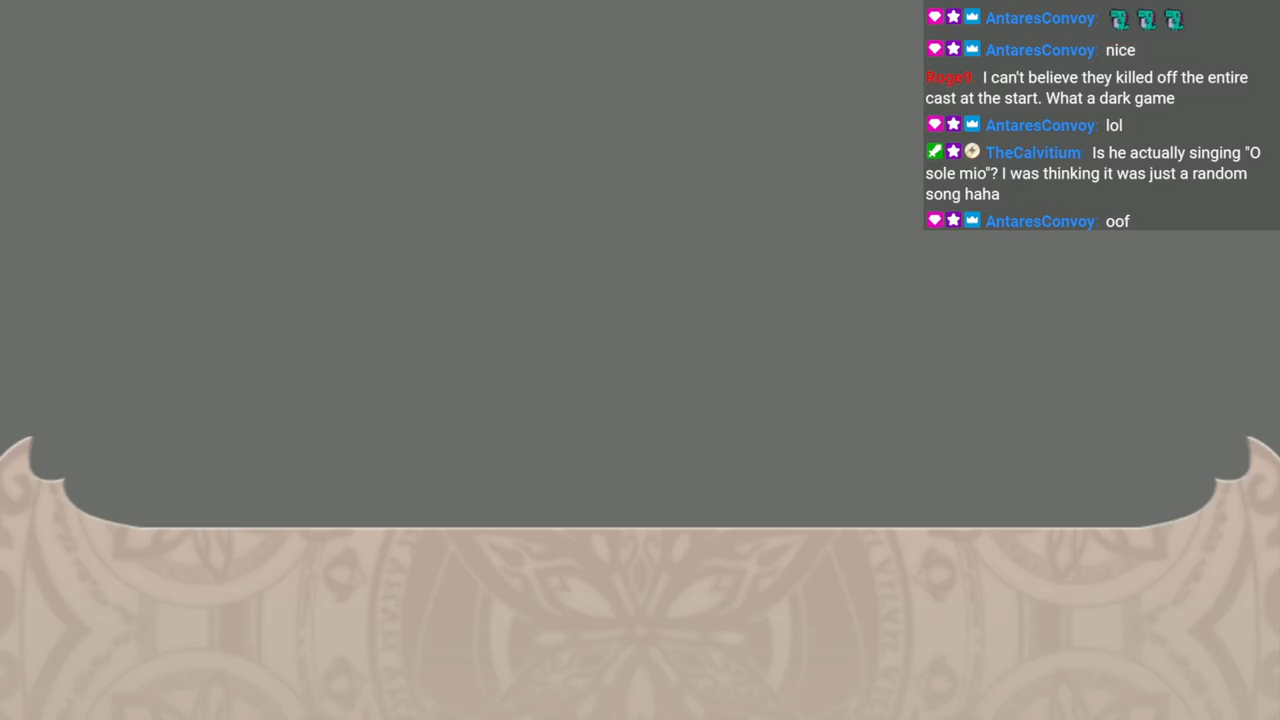 AntaresConvoy:
AntaresConvoy: nice
Roge9 I can't believe they killed off the entire
cast at the start. What a dark game
AntaresConvoy: lol
TheCalvitium: Is he actually singing "O
sole mio"? I was thinking it was just a random
song haha
AntaresConvoy: oof